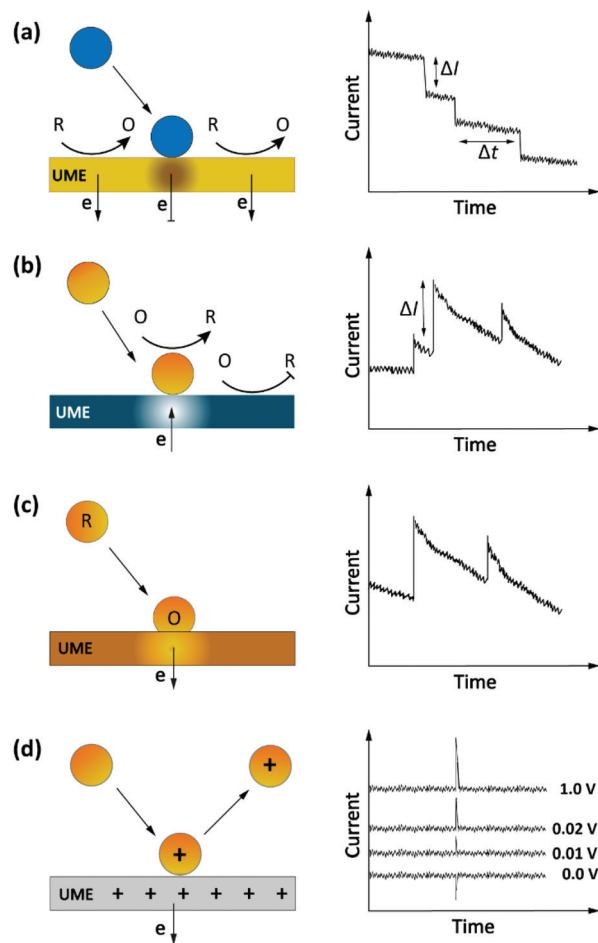 (a)
R O R O
UME
e e e
Current
ΔI
Δt
Time
(b)
O R
O R
UME
e
Current
ΔI
Time
(c)
R
O
UME
e
Current
Time
(d)
+
+
UME + + + + + +
e
Current
1.0 V
0.02 V
0.01 V
0.0 V
Time